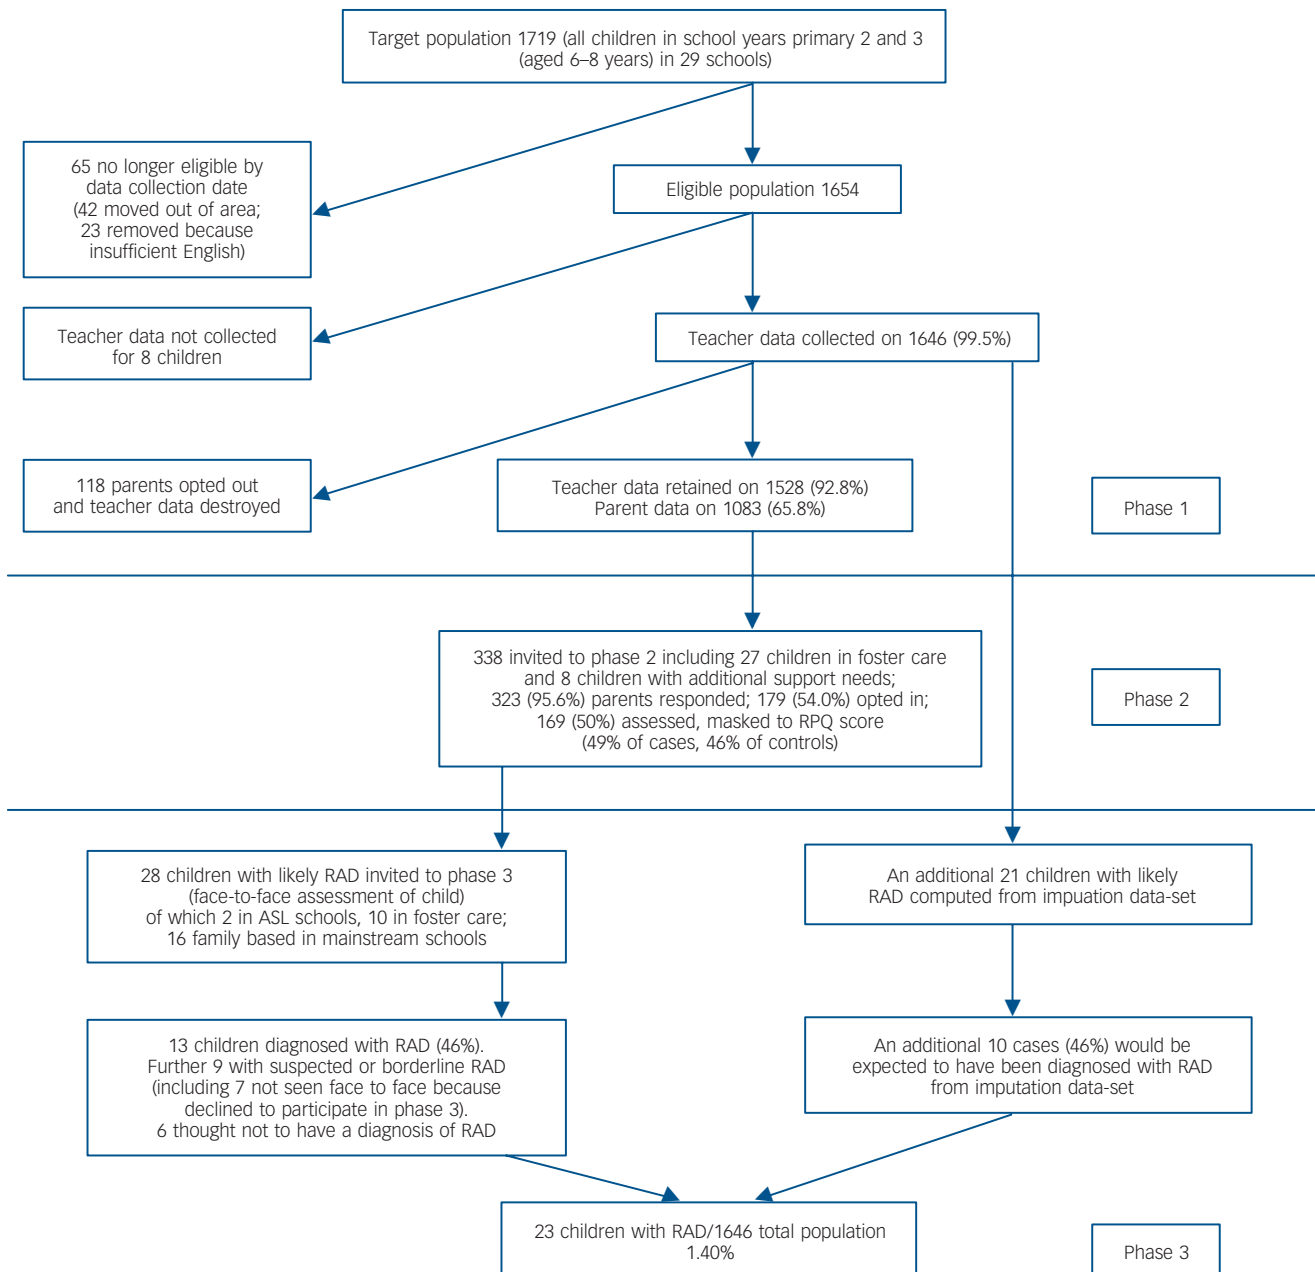 Target population 1719 (all children in school years primary 2 and 3
(aged 6–8 years) in 29 schools)
65 no longer eligible by
data collection date
(42 moved out of area;
23 removed because
insufficient English)
Eligible population 1654
Teacher data not collected
for 8 children
Teacher data collected on 1646 (99.5%)
118 parents opted out
and teacher data destroyed
Teacher data retained on 1528 (92.8%)
Parent data on 1083 (65.8%)
Phase 1
338 invited to phase 2 including 27 children in foster care
and 8 children with additional support needs;
323 (95.6%) parents responded; 179 (54.0%) opted in;
169 (50%) assessed, masked to RPQ score
(49% of cases, 46% of controls)
Phase 2
28 children with likely RAD invited to phase 3
(face-to-face assessment of child)
of which 2 in ASL schools, 10 in foster care;
16 family based in mainstream schools
An additional 21 children with likely
RAD computed from impuation data-set
13 children diagnosed with RAD (46%).
Further 9 with suspected or borderline RAD
(including 7 not seen face to face because
declined to participate in phase 3).
6 thought not to have a diagnosis of RAD
An additional 10 cases (46%) would be
expected to have been diagnosed with RAD
from imputation data-set
23 children with RAD/1646 total population
1.40%
Phase 3